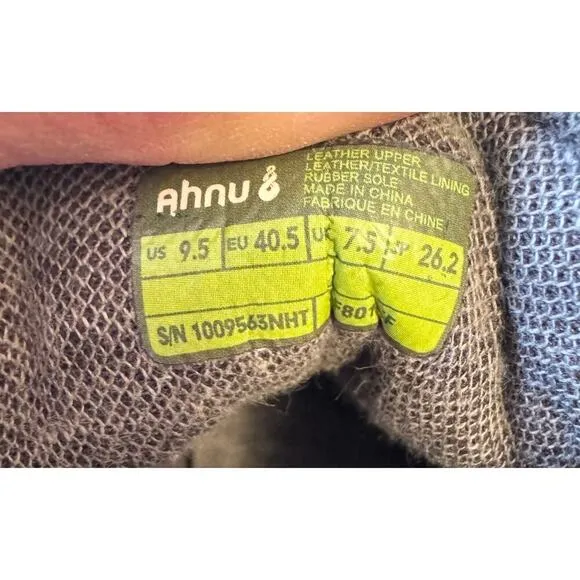 Ahnu
LEATHER UPPER
LEATHER/TEXTILE LINING
RUBBER SOLE
MADE IN CHINA
FABRIQUE EN CHINE
US 9.5 EU 40.5 7.5 26.2
S/N 1009563NHT